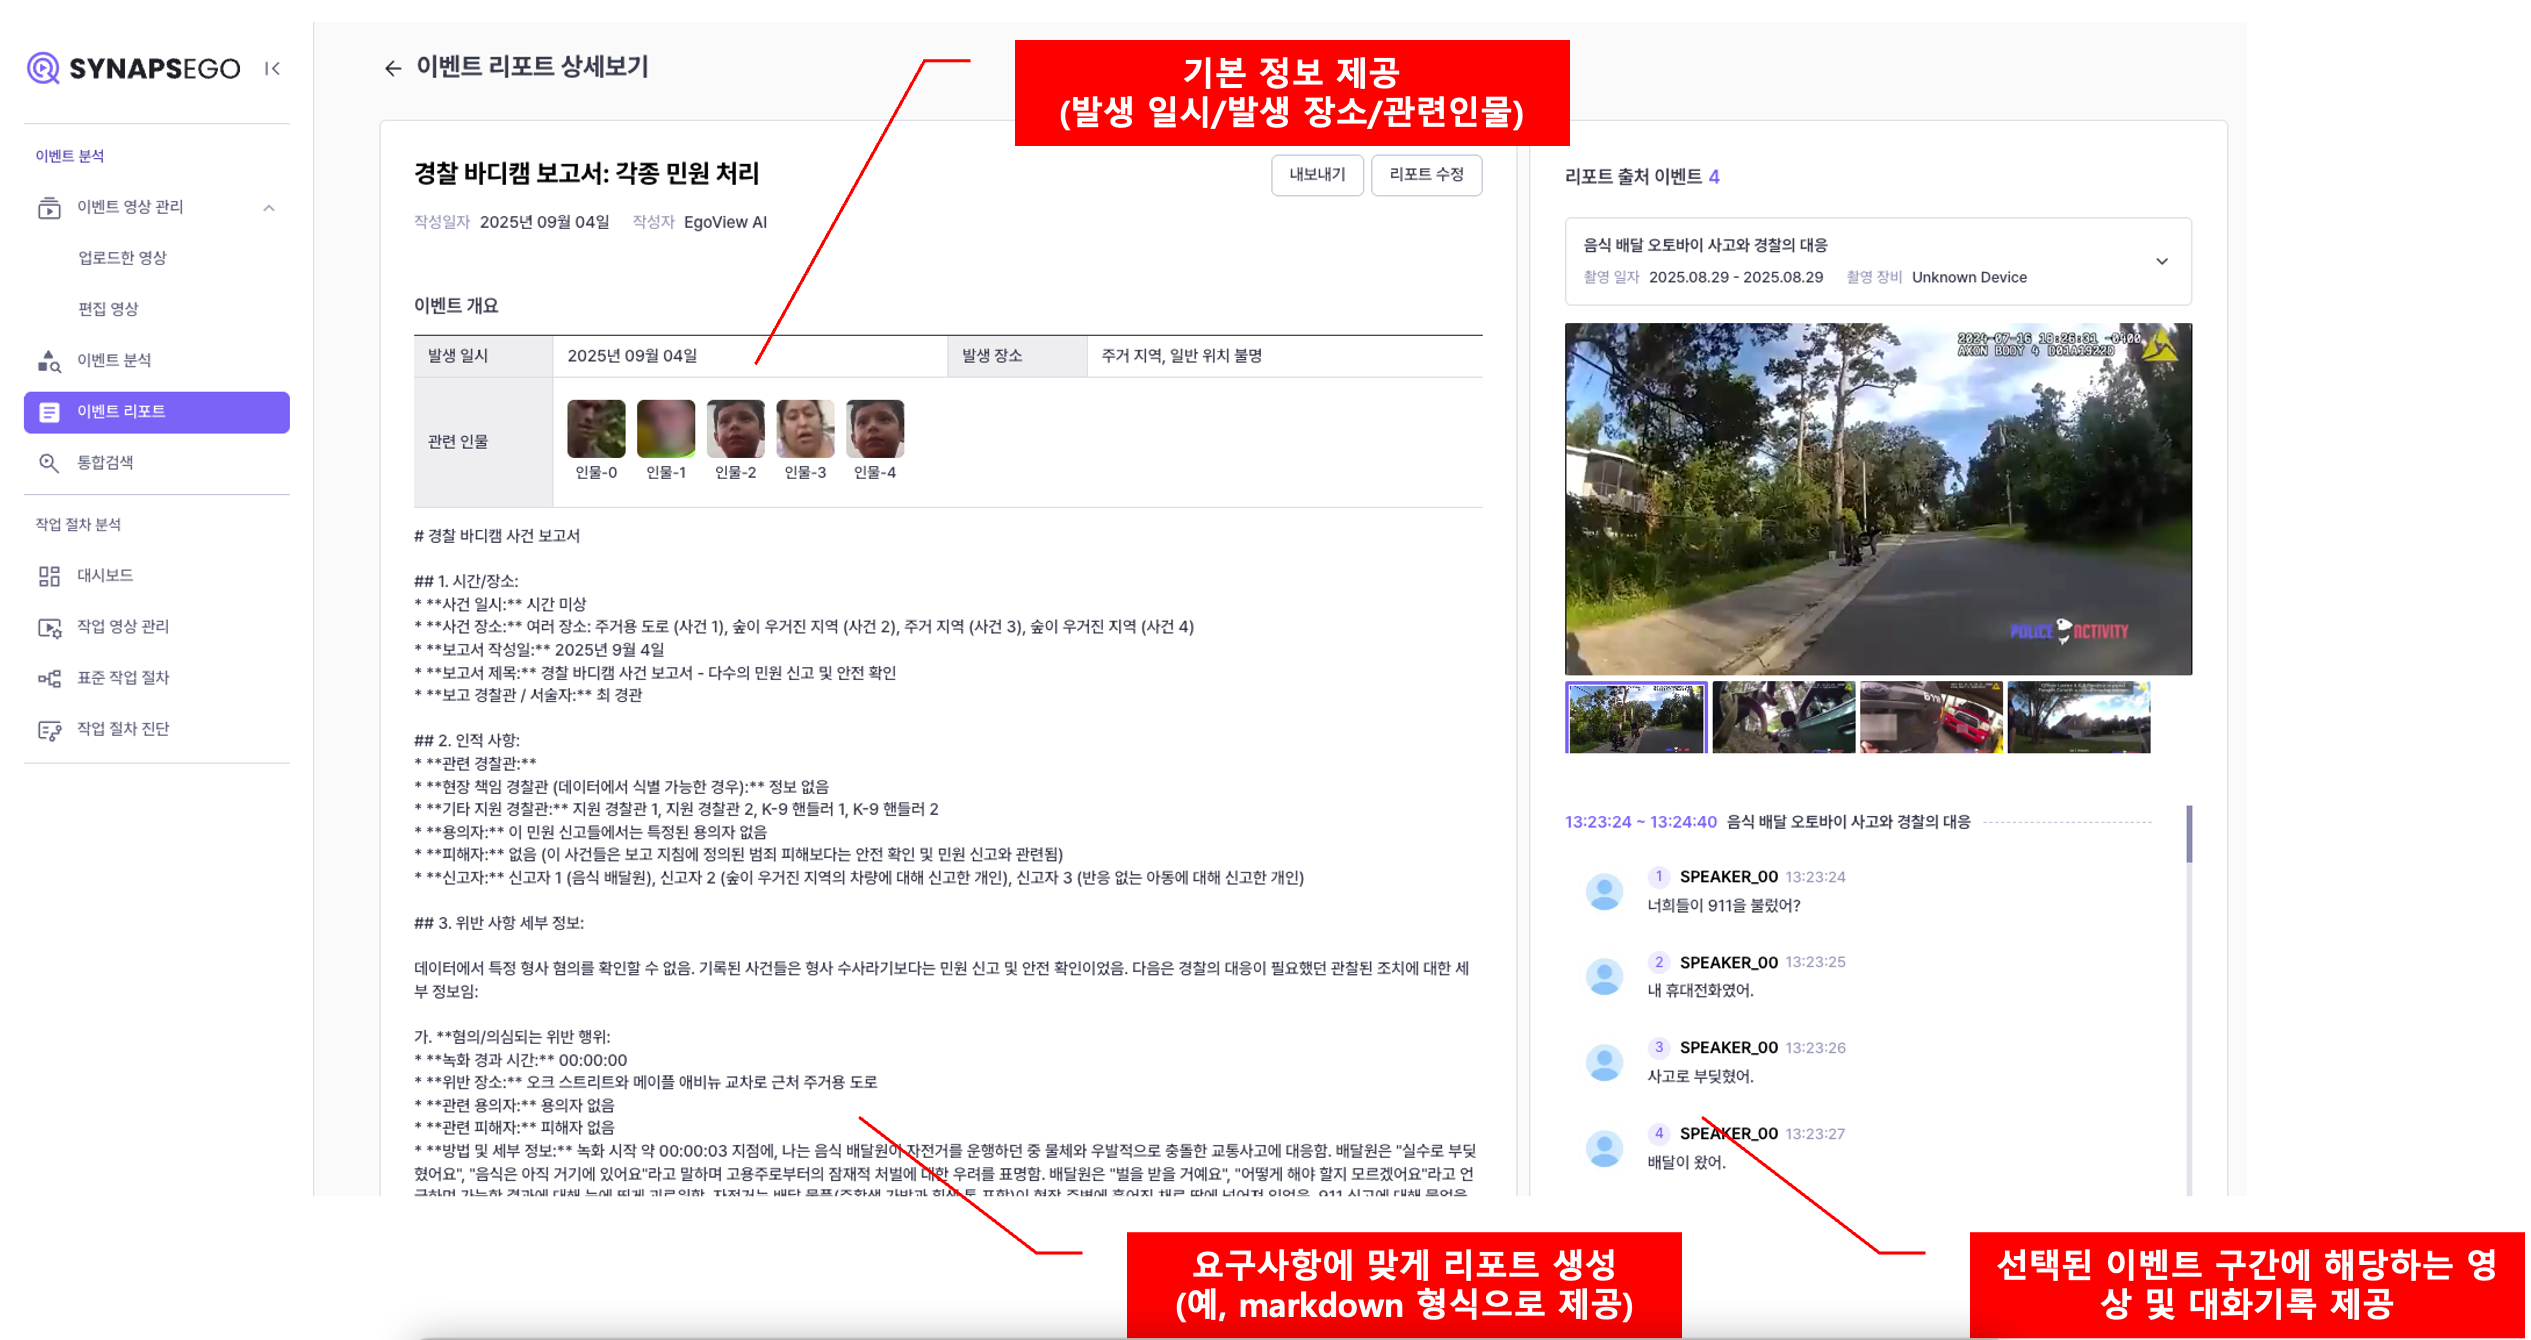 SYNAPSEGO
이벤트 분석
이벤트 영상 관리
업로드한 영상
편집 영상
이벤트 분석
이벤트 리포트
통합검색
작업 절차 분석
대시보드
작업 영상 관리
표준 작업 절차
작업 절차 진단
이벤트 리포트 상세보기
기본 정보 제공
(발생 일시/발생 장소/관련인물)
경찰 바디캠 보고서: 각종 민원 처리
내보내기
리포트 수정
작성일자 2025년 09월 04일 작성자 EgoView AI
이벤트 개요
발생 일시 2025년 09월 04일 발생 장소 주거 지역, 일반 위치 불명
관련 인물
인물-0 인물-1 인물-2 인물-3 인물-4
# 경찰 바디캠 사건 보고서
## 1. 시간/장소:
* **사건 일시:** 시간 미상
* **사건 장소:** 여러 장소: 주거용 도로 (사건 1), 숲이 우거진 지역 (사건 2), 주거 지역 (사건 3), 숲이 우거진 지역 (사건 4)
* **보고서 작성일:** 2025년 9월 4일
* **보고서 제목:** 경찰 바디캠 사건 보고서 - 다수의 민원 신고 및 안전 확인
* **보고 경찰관 / 서술자:** 최 경관
## 2. 인적 사항:
* **관련 경찰관:**
* **현장 책임 경찰관 (데이터에서 식별 가능한 경우):** 정보 없음
* **기타 지원 경찰관:** 지원 경찰관 1, 지원 경찰관 2, K-9 핸들러 1, K-9 핸들러 2
* **용의자:** 이 민원 신고들에서는 특정된 용의자 없음
* **피해자:** 없음 (이 사건들은 보고 지침에 정의된 범죄 피해보다는 안전 확인 및 민원 신고와 관련됨)
* **신고자:** 신고자 1 (음식 배달원), 신고자 2 (숲이 우거진 지역의 차량에 대해 신고한 개인), 신고자 3 (반응 없는 아동에 대해 신고한 개인)
## 3. 위반 사항 세부 정보:
데이터에서 특정 형사 혐의를 확인할 수 없음. 기록된 사건들은 형사 수사라기보다는 민원 신고 및 안전 확인이었음. 다음은 경찰의 대응이 필요했던 관찰된 조치에 대한 세
부 정보임:
가. **혐의/의심되는 위반 행위:
* **녹화 경과 시간:** 00:00:00
* **위반 장소:** 오크 스트리트와 메이플 애비뉴 교차로 근처 주거용 도로
* **관련 용의자:** 용의자 없음
* **관련 피해자:** 피해자 없음
* **방법 및 세부 정보:** 녹화 시작 약 00:00:03 지점에, 나는 음식 배달원이 자전거를 운행하던 중 물체와 우발적으로 충돌한 교통사고에 대응함. 배달원은 "실수로 부딪
혔어요", "음식은 아직 거기에 있어요"라고 말하며 고용주로부터의 잠재적 처벌에 대한 우려를 표명함. 배달원은 "벌을 받을 거예요", "어떻게 해야 할지 모르겠어요"라고 언
리포트 출처 이벤트 4
음식 배달 오토바이 사고와 경찰의 대응
촬영 일자 2025.08.29 - 2025.08.29 촬영 장비 Unknown Device
2024-07-16 18:26:31 -0400
AXON BODY 4 D01A1922D
POLICE ACTIVITY
13:23:24 ~ 13:24:40 음식 배달 오토바이 사고와 경찰의 대응
1 SPEAKER_00 13:23:24
너희들이 911을 불렀어?
2 SPEAKER_00 13:23:25
내 휴대전화였어.
3 SPEAKER_00 13:23:26
사고로 부딪혔어.
4 SPEAKER_00 13:23:27
배달이 왔어.
요구사항에 맞게 리포트 생성
(예, markdown 형식으로 제공)
선택된 이벤트 구간에 해당하는 영
상 및 대화기록 제공